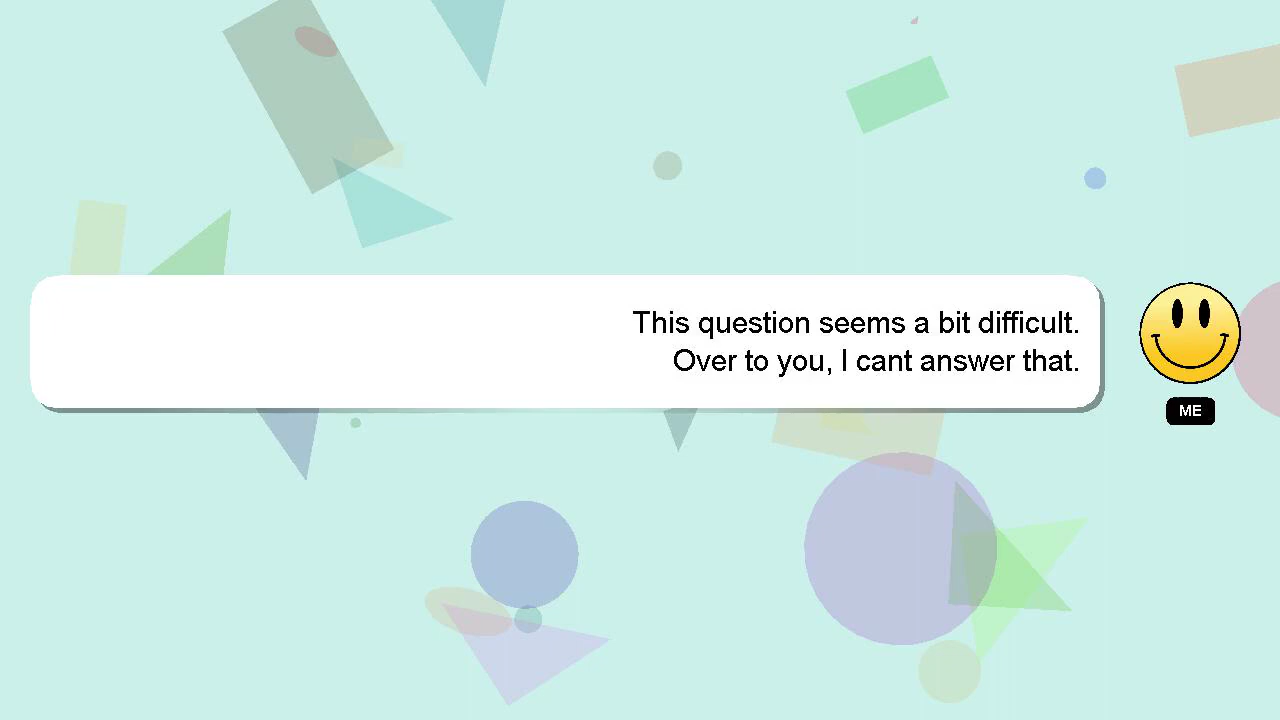 This question seems a bit difficult.
Over to you, I cant answer that.
ME